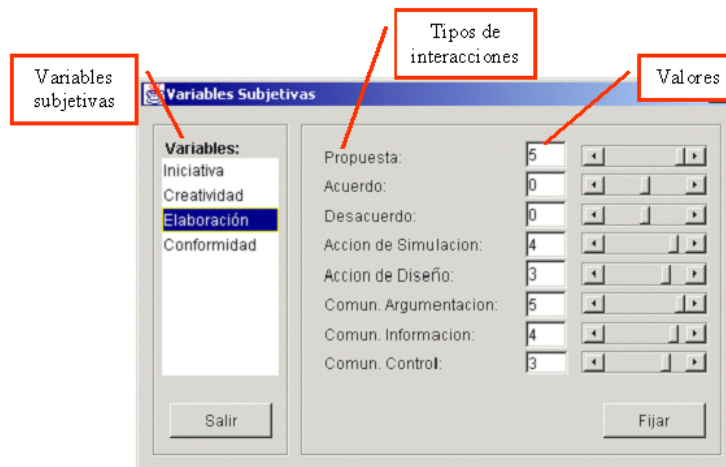 Tipos de
interacciones
Variables
subjetivas
Valores
Variables Subjetivas
Variables:
Iniciativa
Creatividad
Elaboración
Conformidad
Propuesta: 5
Acuerdo: 0
Desacuerdo: 0
Accion de Simulacion: 4
Accion de Diseño: 3
Comun. Argumentacion: 5
Comun. Informacion: 4
Comun. Control: 3
Salir
Fijar